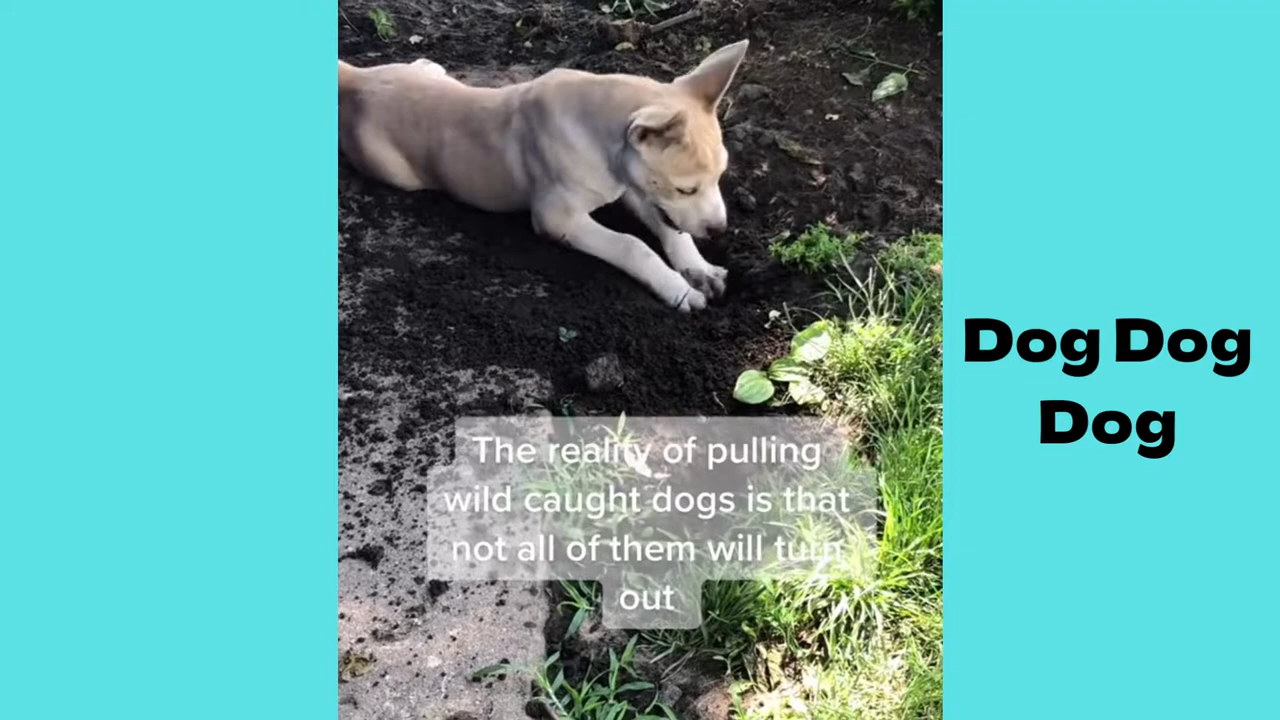 The reality of pulling
wild caught dogs is that
not all of them will turn
out
Dog Dog
Dog